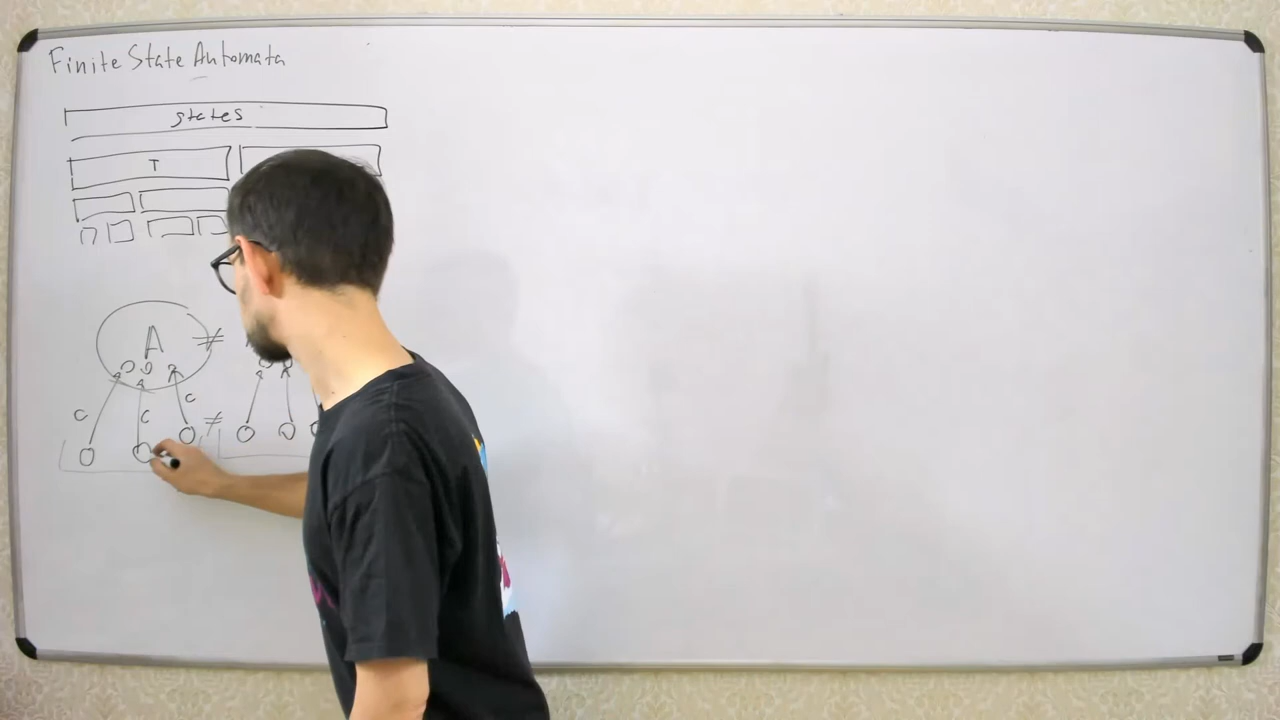 Finite State Automata
states
T
A ≠
C
C
C
≠